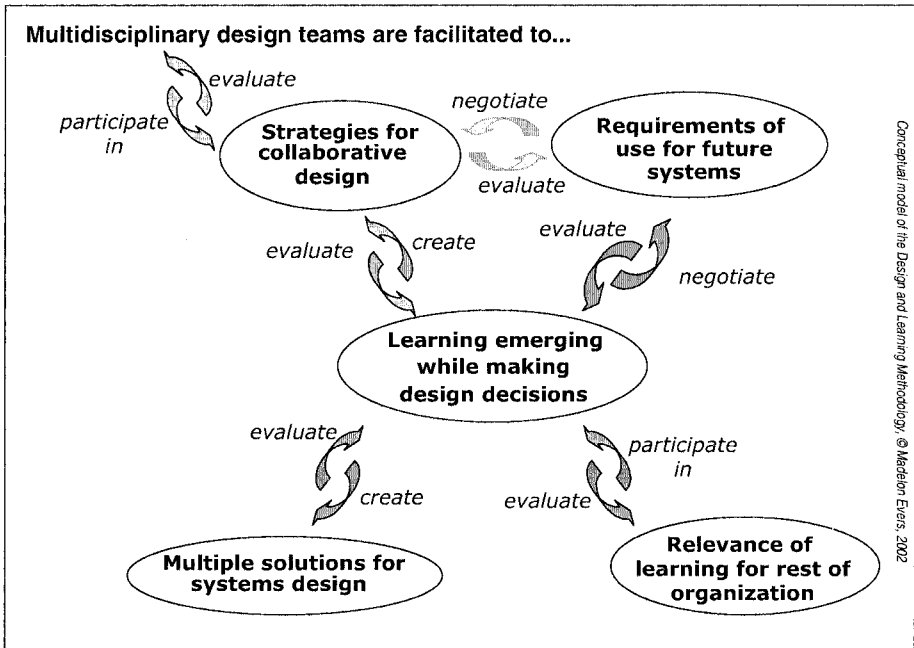 Multidisciplinary design teams are facilitated to...
evaluate
participate
in
Strategies for
collaborative
design
negotiate
evaluate
Requirements of
use for future
systems
evaluate
create
evaluate
negotiate
Learning emerging
while making
design decisions
evaluate
create
participate
in
evaluate
Multiple solutions for
systems design
Relevance of
learning for rest of
organization
Conceptual model of the Design and Learning Methodology, © Madelon Evers, 2002